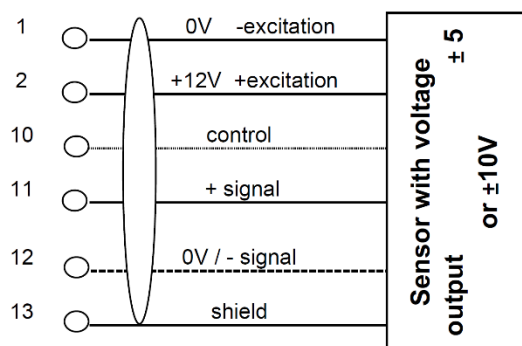 1 0V -excitation
2 +12V +excitation
10 control
11 + signal
12 0V / - signal
13 shield
Sensor with voltage
output ± 5
or ±10V